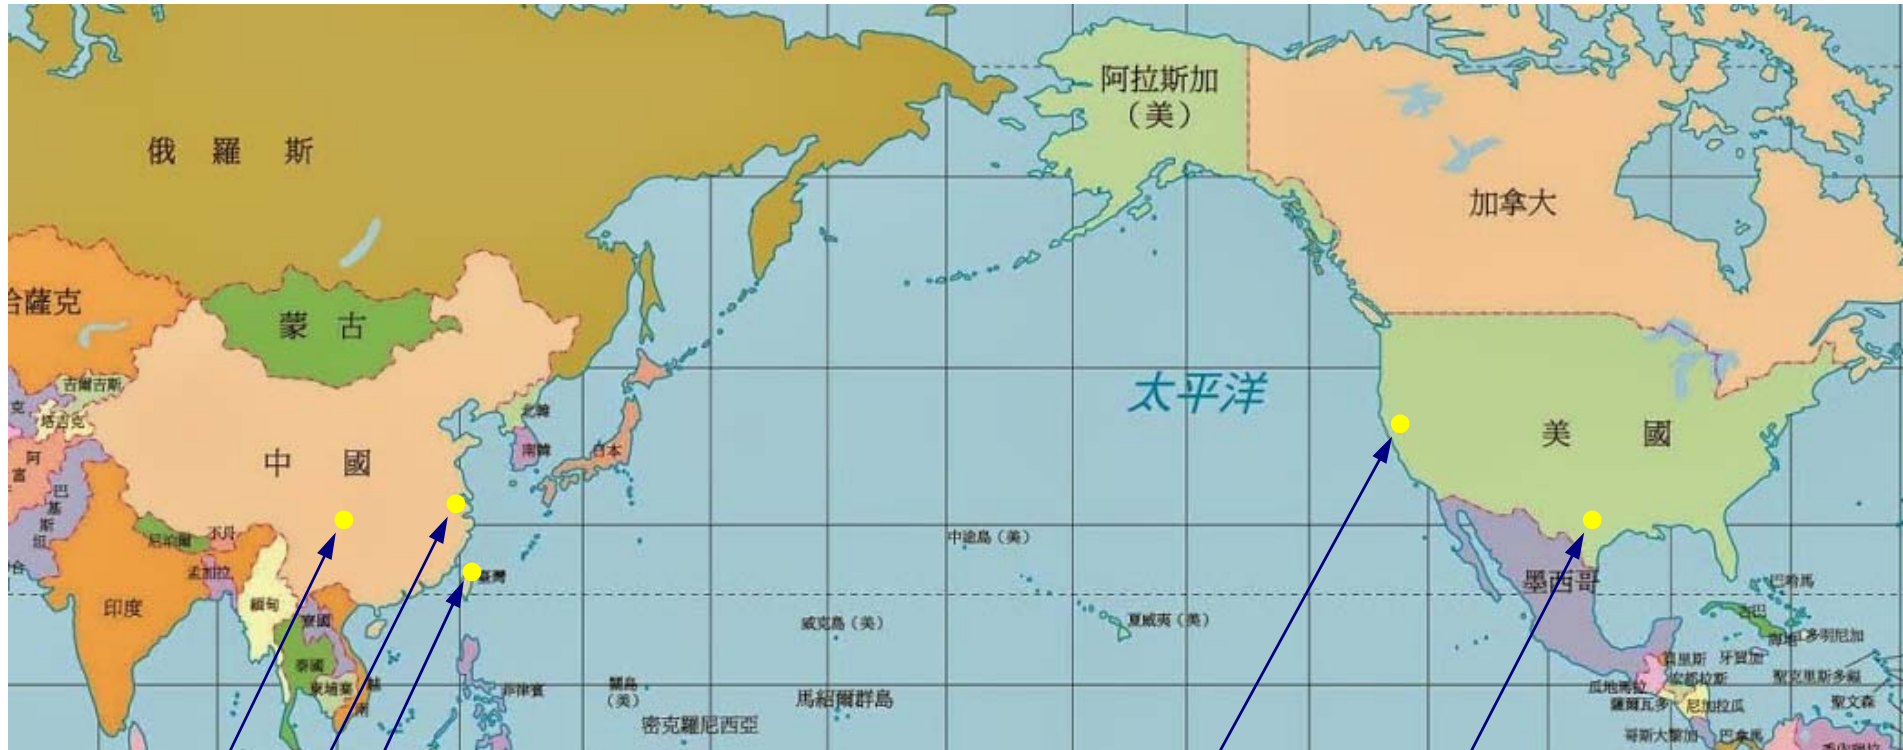 阿拉斯加
（美）
俄羅斯
加拿大
哈薩克
蒙古
吉爾吉斯
塔吉克
克
北韓
太平洋
中國
南韓
日本
美國
阿
富
巴
基
斯
坦
尼泊爾
不丹
中途島（美）
孟加拉
臺灣
墨西哥
巴哈馬
印度
緬甸
寮國
威克島（美）
夏威夷（美）
古巴
海地
多明尼加
泰國
貝里斯
牙買加
柬埔寨
越
南
菲律賓
關島
（美）
馬紹爾群島
瓜地馬拉
宏都拉斯
聖克里斯多福
薩爾瓦多
尼加拉瓜
聖文森
密克羅尼西亞
哥斯大黎加
巴拿馬